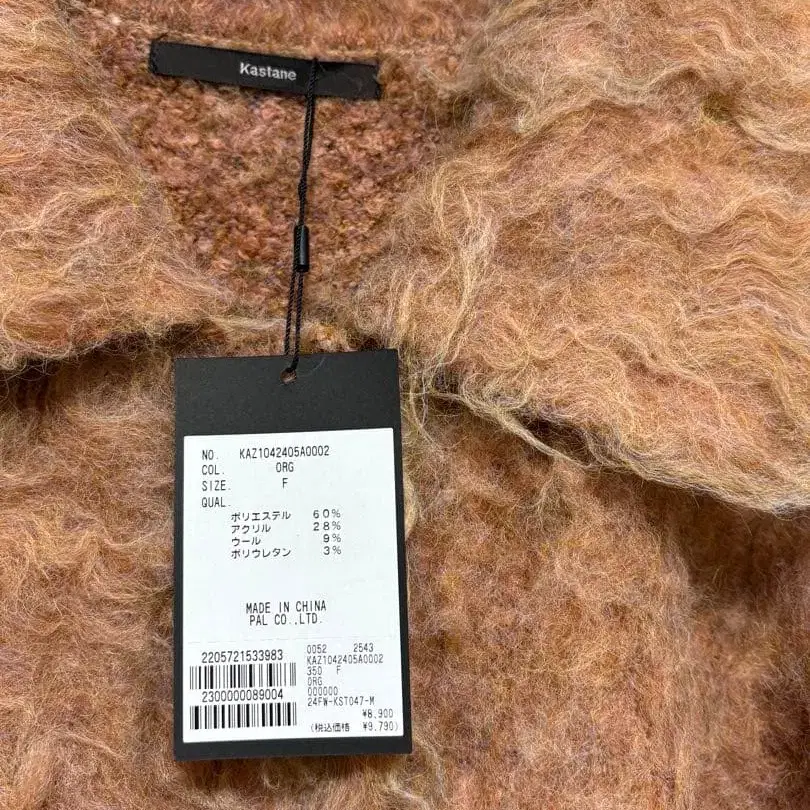 Kastane
NO. KAZ1042405A0002
COL. ORG
SIZE. F
QUAL.
ポリエステル 60%
アクリル 28%
ウール 9%
ポリウレタン 3%
MADE IN CHINA
PAL CO.,LTD.
2205721533983
2300000089004
0052 2543
KAZ1042405A0002
350 F
ORG
000000
24FW-KST047-M
¥8,900
(税込価格 ¥9,790)